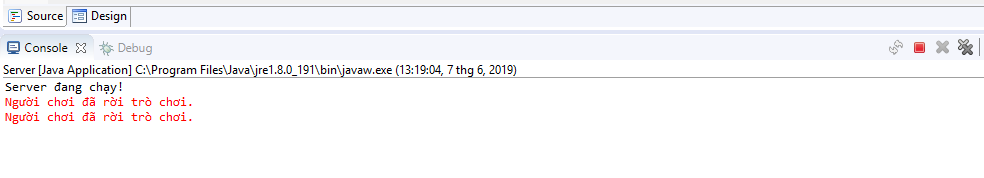 Source Design
Console Debug
Server [Java Application] C:\Program Files\Java\jre1.8.0_191\bin\javaw.exe (13:19:04, 7 thg 6, 2019)
Server đang chạy!
Người chơi đã rời trò chơi.
Người chơi đã rời trò chơi.